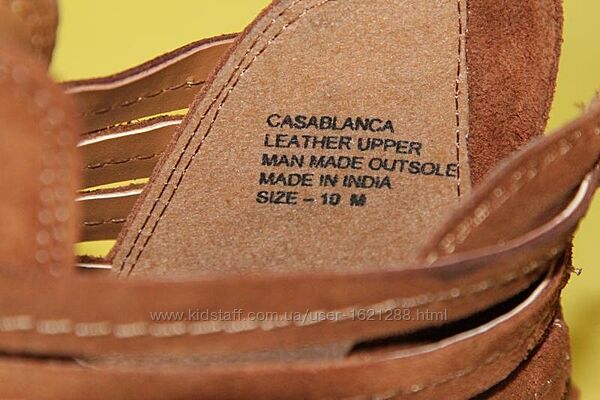 CASABLANCA
LEATHER UPPER
MAN MADE OUTSOLE
MADE IN INDIA
SIZE – 10 M
www.kidstaff.com.ua/user-1621288.html